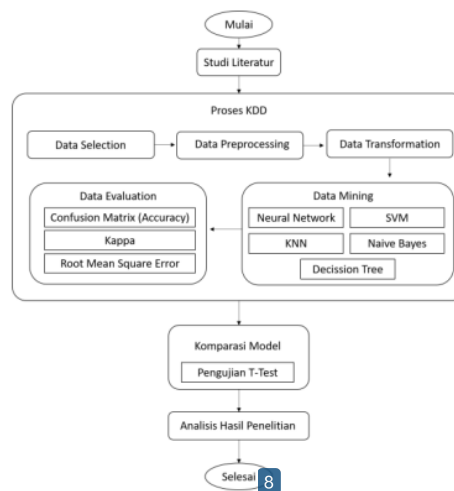 Mulai
Studi Literatur
Proses KDD
Data Selection
Data Preprocessing
Data Transformation
Data Mining
Neural Network
SVM
KNN
Naive Bayes
Decission Tree
Data Evaluation
Confusion Matrix (Accuracy)
Kappa
Root Mean Square Error
Komparasi Model
Pengujian T-Test
Analisis Hasil Penelitian
Selesai
8